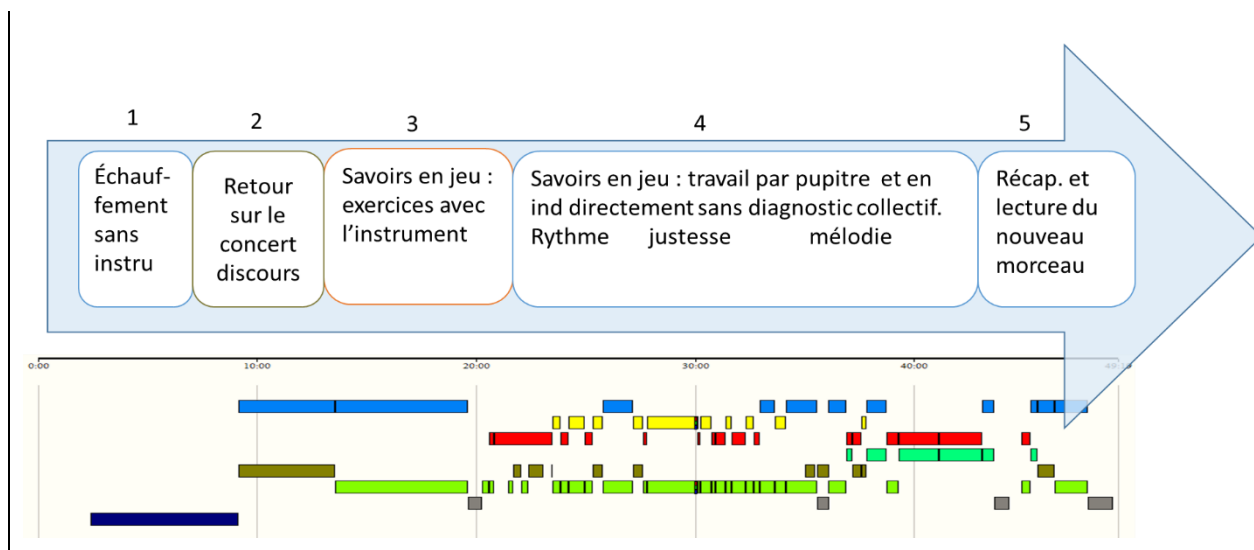 1
2
3
4
5
Échauf-
fement
sans
instru
Retour
sur le
concert
discours
Savoirs en jeu :
exercices avec
l'instrument
Savoirs en jeu : travail par pupitre et en
ind directement sans diagnostic collectif.
Rythme justesse mélodie
Récap. et
lecture du
nouveau
morceau
0:00
10:00
20:00
30:00
40:00